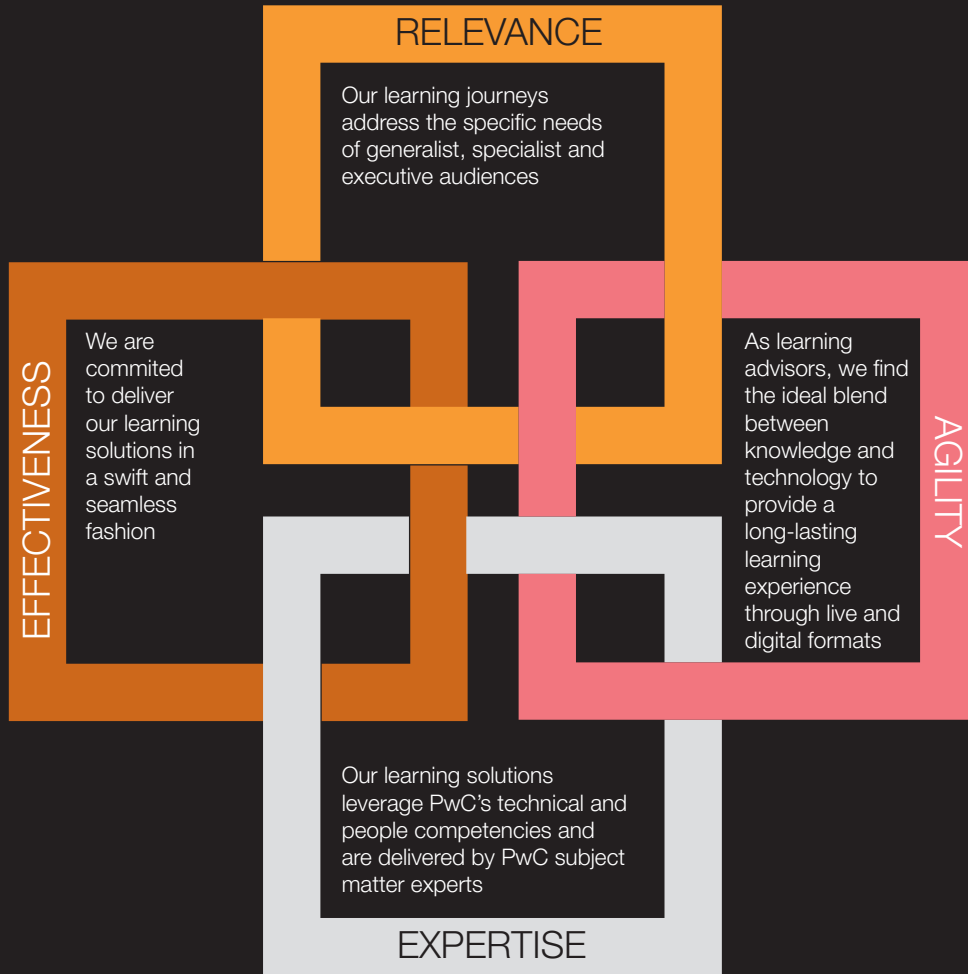 RELEVANCE
Our learning journeys
address the specific needs
of generalist, specialist and
executive audiences
EFFECTIVENESS
We are
commited
to deliver
our learning
solutions in
a swift and
seamless
fashion
As learning
advisors, we find
the ideal blend
between
knowledge and
technology to
provide a
long-lasting
learning
experience
through live and
digital formats
AGILITY
Our learning solutions
leverage PwC’s technical and
people competencies and
are delivered by PwC subject
matter experts
EXPERTISE